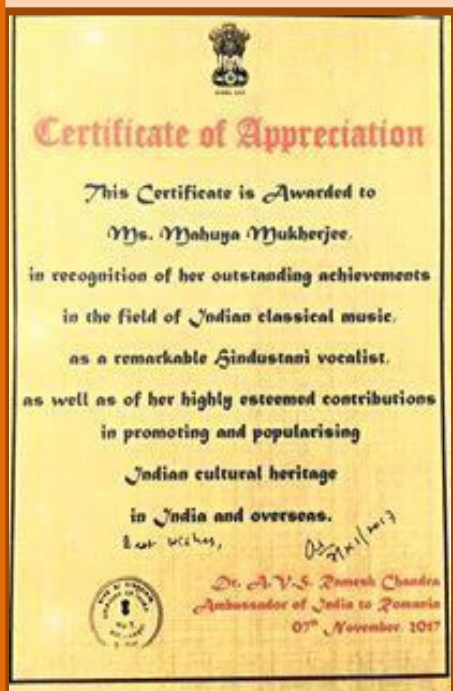 Certificate of Appreciation
This Certificate is Awarded to
Ms. Mahuya Mukherjee,
in recognition of her outstanding achievements
in the field of Indian classical music,
as a remarkable Hindustani vocalist,
as well as of her highly esteemed contributions
in promoting and popularising
Indian cultural heritage
in India and overseas.
Best Wishes,
Dr. A.V.S. Ramesh Chandra
Ambassador of India to Romania
07th November 2017